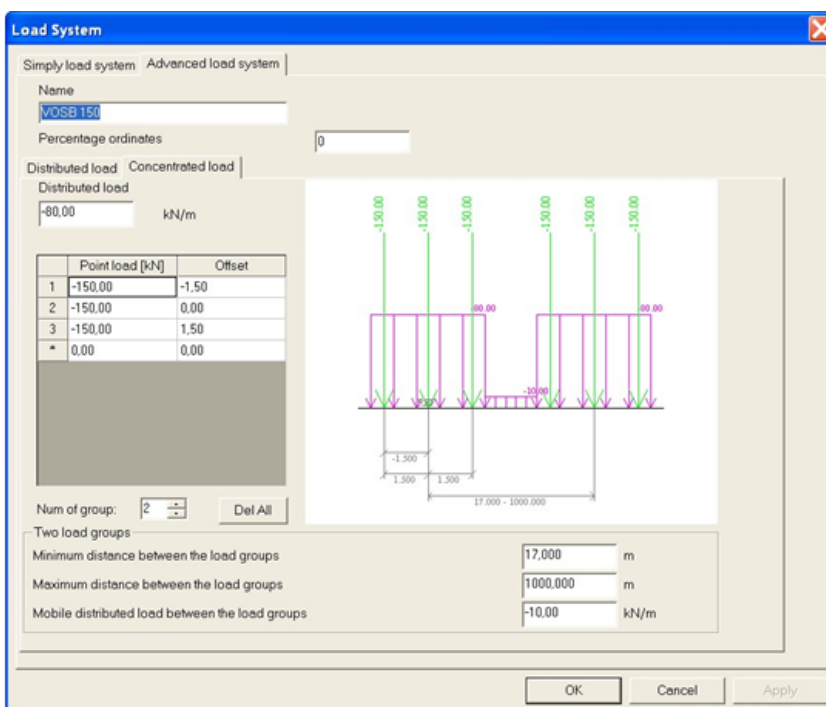 Load System
Simply load system Advanced load system
Name
VOSB 150
Percentage ordinates 0
Distributed load Concentrated load
Distributed load
-80,00 kN/m
Point load [kN] Offset
1 -150,00 -1,50
2 -150,00 0,00
3 -150,00 1,50
* 0,00 0,00
-150.00 -150.00 -150.00 -150.00 -150.00 -150.00
-80.00 -80.00
-10.00
-1.500
1.500 1.500
17.000 - 1000.000
Num of group: 2 Del All
Two load groups
Minimum distance between the load groups 17,000 m
Maximum distance between the load groups 1000,000 m
Mobile distributed load between the load groups -10,00 kN/m
OK Cancel Apply